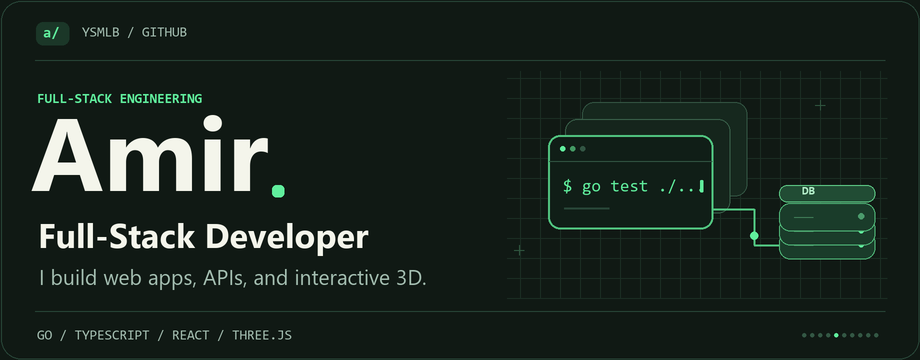 a/ YSMLB / GITHUB
FULL-STACK ENGINEERING
Amir.
Full-Stack Developer
I build web apps, APIs, and interactive 3D.
$ go test ./..
DB
GO / TYPESCRIPT / REACT / THREE.JS